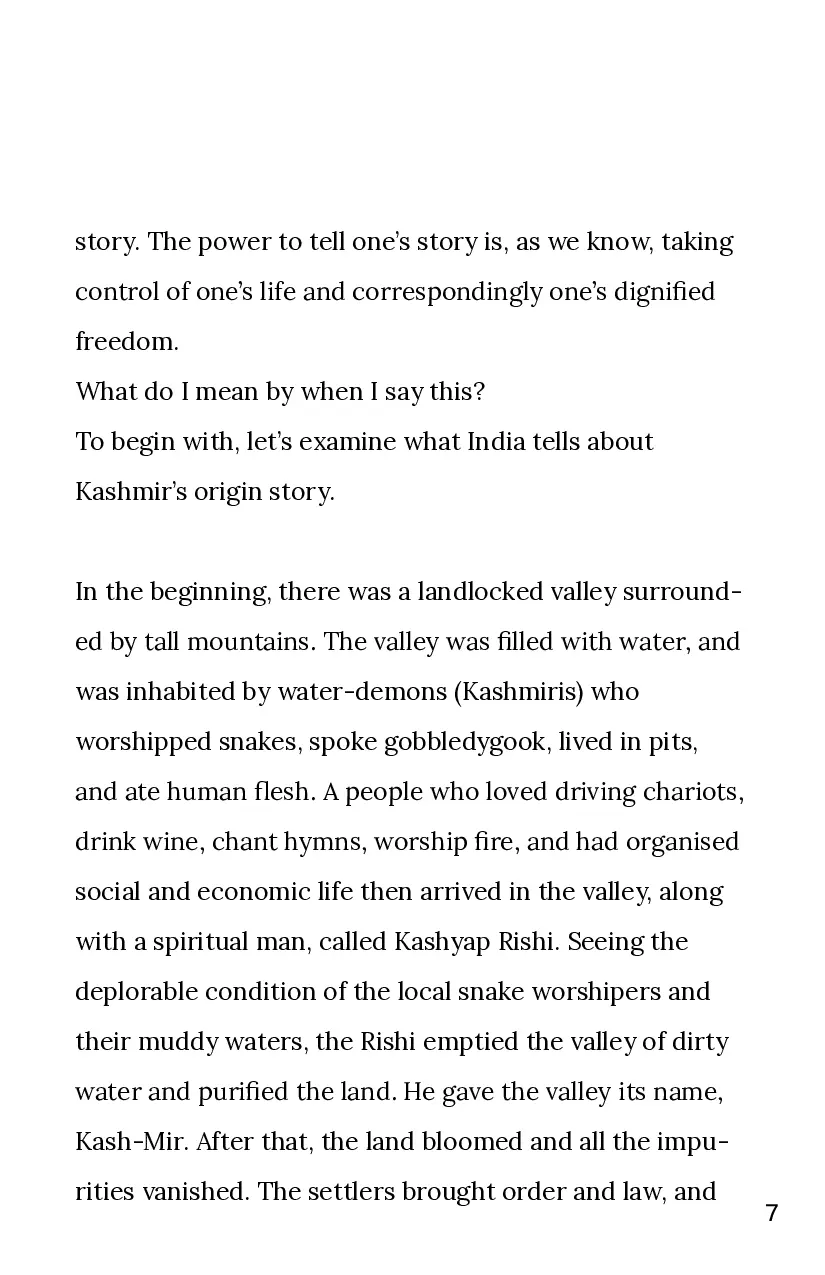 story. The power to tell one’s story is, as we know, taking
control of one’s life and correspondingly one’s dignified
freedom.
What do I mean by when I say this?
To begin with, let’s examine what India tells about
Kashmir’s origin story.
In the beginning, there was a landlocked valley surround-
ed by tall mountains. The valley was filled with water, and
was inhabited by water-demons (Kashmiris) who
worshipped snakes, spoke gobbledygook, lived in pits,
and ate human flesh. A people who loved driving chariots,
drink wine, chant hymns, worship fire, and had organised
social and economic life then arrived in the valley, along
with a spiritual man, called Kashyap Rishi. Seeing the
deplorable condition of the local snake worshipers and
their muddy waters, the Rishi emptied the valley of dirty
water and purified the land. He gave the valley its name,
Kash-Mir. After that, the land bloomed and all the impu-
rities vanished. The settlers brought order and law, and
7